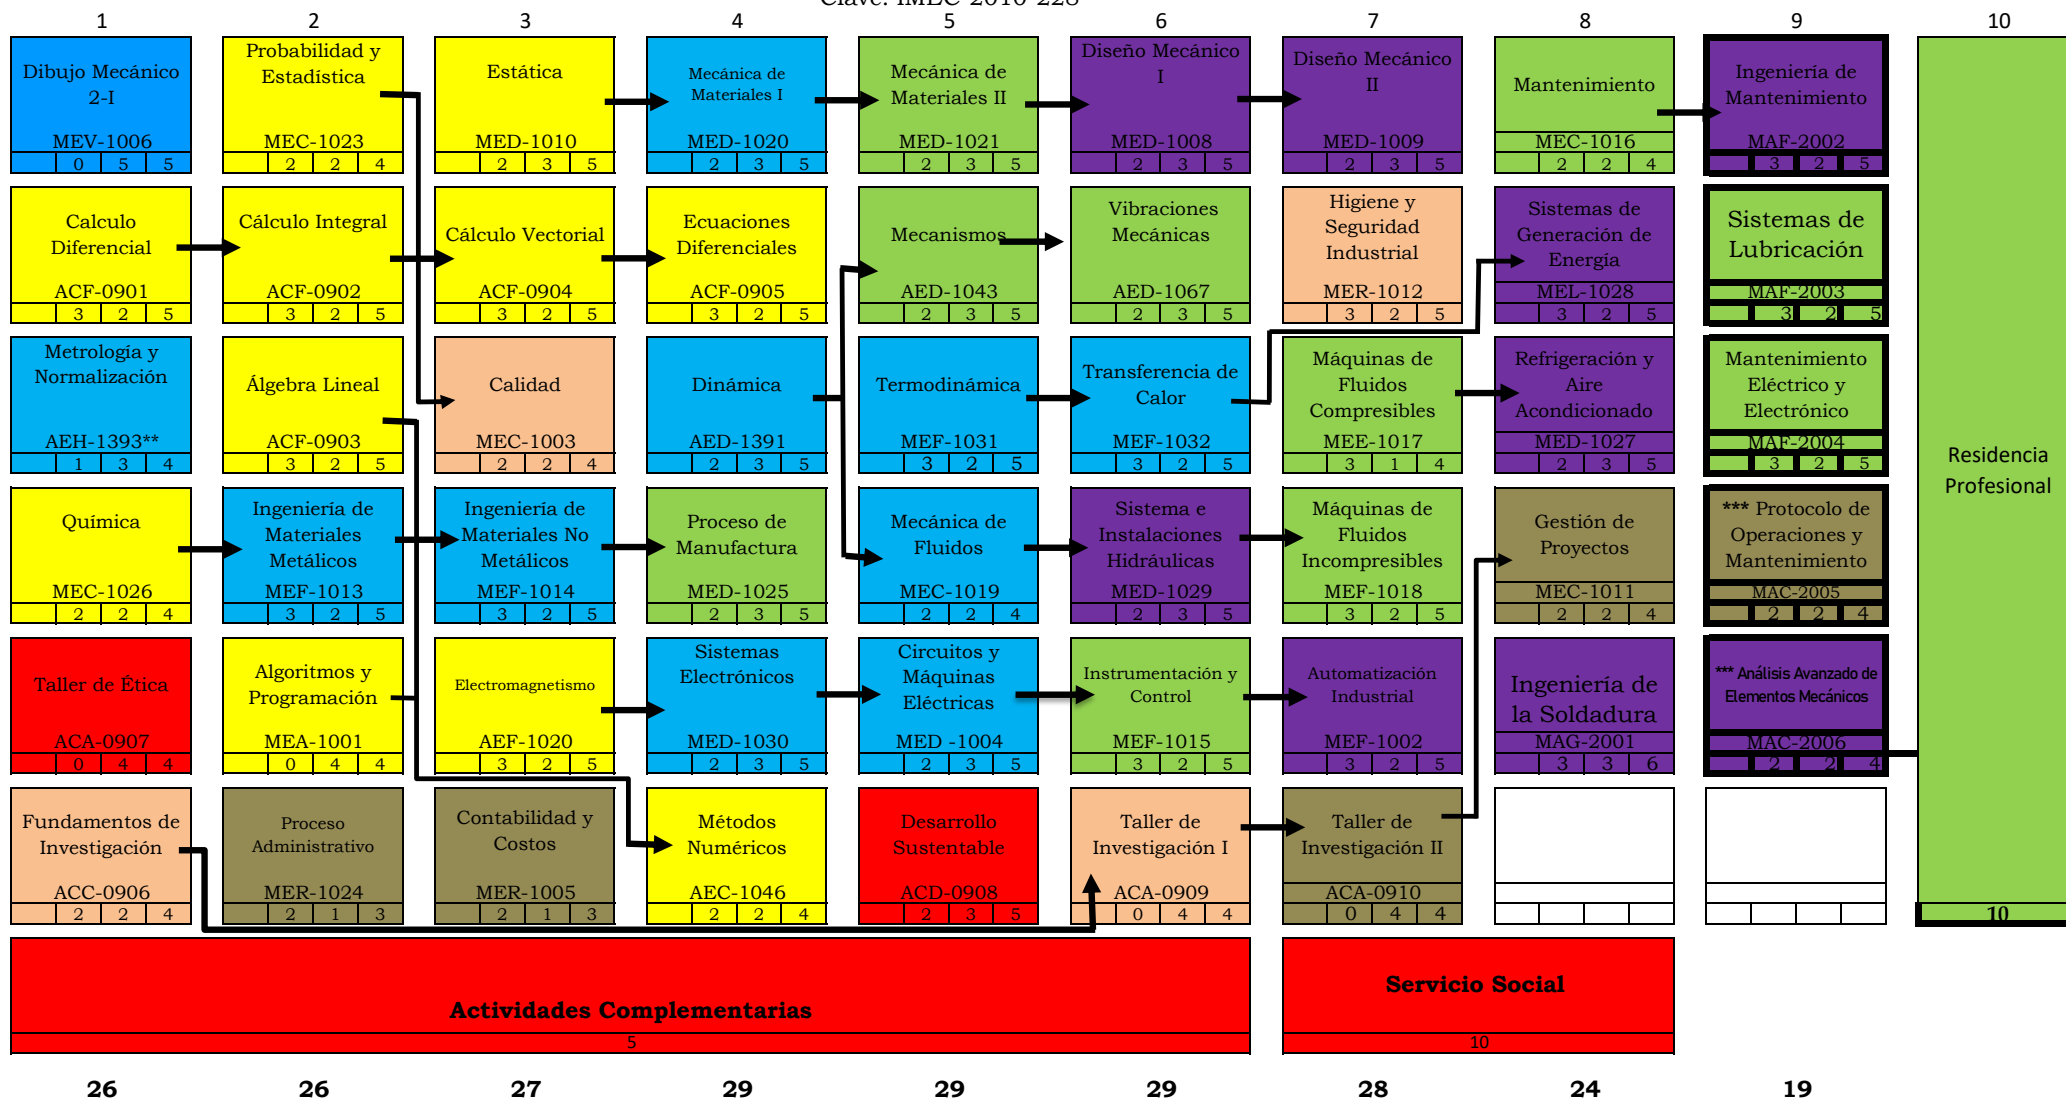 Clave: IMEC-2010-228
1 2 3 4 5 6 7 8 9 10
Dibujo Mecánico
2-I
MEV-1006
0 5 5
Probabilidad y
Estadística
MEC-1023
2 2 4
Estática
MED-1010
2 3 5
Mecánica de
Materiales I
MED-1020
2 3 5
Mecánica de
Materiales II
MED-1021
2 3 5
Diseño Mecánico
I
MED-1008
2 3 5
Diseño Mecánico
II
MED-1009
2 3 5
Mantenimiento
MEC-1016
2 2 4
Ingeniería de
Mantenimiento
MAF-2002
3 2 5
Calculo
Diferencial
ACF-0901
3 2 5
Cálculo Integral
ACF-0902
3 2 5
Cálculo Vectorial
ACF-0904
3 2 5
Ecuaciones
Diferenciales
ACF-0905
3 2 5
Mecanismos
AED-1043
2 3 5
Vibraciones
Mecánicas
AED-1067
2 3 5
Higiene y
Seguridad
Industrial
MER-1012
3 2 5
Sistemas de
Generación de
Energía
MEL-1028
3 2 5
Sistemas de
Lubricación
MAF-2003
3 2 5
Metrología y
Normalización
AEH-1393**
1 3 4
Álgebra Lineal
ACF-0903
3 2 5
Calidad
MEC-1003
2 2 4
Dinámica
AED-1391
2 3 5
Termodinámica
MEF-1031
3 2 5
Transferencia de
Calor
MEF-1032
3 2 5
Máquinas de
Fluidos
Compresibles
MEE-1017
3 1 4
Refrigeración y
Aire
Acondicionado
MED-1027
2 3 5
Mantenimiento
Eléctrico y
Electrónico
MAF-2004
3 2 5
Residencia
Profesional
10
Química
MEC-1026
2 2 4
Ingeniería de
Materiales
Metálicos
MEF-1013
3 2 5
Ingeniería de
Materiales No
Metálicos
MEF-1014
3 2 5
Proceso de
Manufactura
MED-1025
2 3 5
Mecánica de
Fluidos
MEC-1019
2 2 4
Sistema e
Instalaciones
Hidráulicas
MED-1029
2 3 5
Máquinas de
Fluidos
Incompresibles
MEF-1018
3 2 5
Gestión de
Proyectos
MEC-1011
2 2 4
*** Protocolo de
Operaciones y
Mantenimiento
MAC-2005
2 2 4
Taller de Ética
ACA-0907
0 4 4
Algoritmos y
Programación
MEA-1001
0 4 4
Electromagnetismo
AEF-1020
3 2 5
Sistemas
Electrónicos
MED-1030
2 3 5
Circuitos y
Máquinas
Eléctricas
MED -1004
2 3 5
Instrumentación y
Control
MEF-1015
3 2 5
Automatización
Industrial
MEF-1002
3 2 5
Ingeniería de
la Soldadura
MAG-2001
3 3 6
*** Análisis Avanzado de
Elementos Mecánicos
MAC-2006
2 2 4
Fundamentos de
Investigación
ACC-0906
2 2 4
Proceso
Administrativo
MER-1024
2 1 3
Contabilidad y
Costos
MER-1005
2 1 3
Métodos
Numéricos
AEC-1046
2 2 4
Desarrollo
Sustentable
ACD-0908
2 3 5
Taller de
Investigación I
ACA-0909
0 4 4
Taller de
Investigación II
ACA-0910
0 4 4
Actividades Complementarias
5
Servicio Social
10
26 26 27 29 29 29 28 24 19